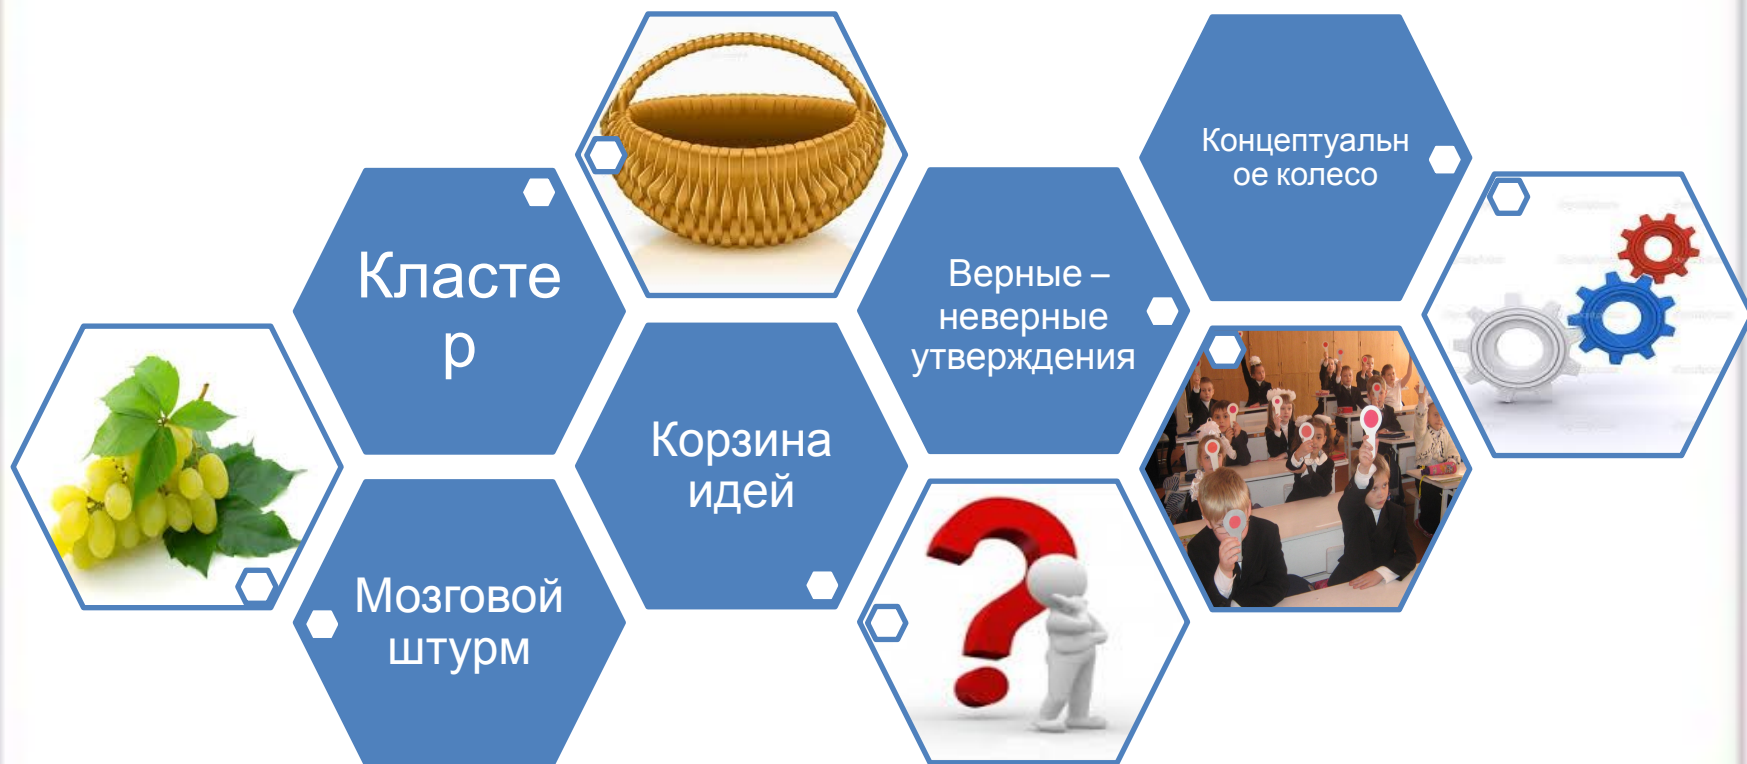 Класте
р
Мозговой
штурм
Корзина
идей
Верные –
неверные
утверждения
Концептуальн
ое колесо